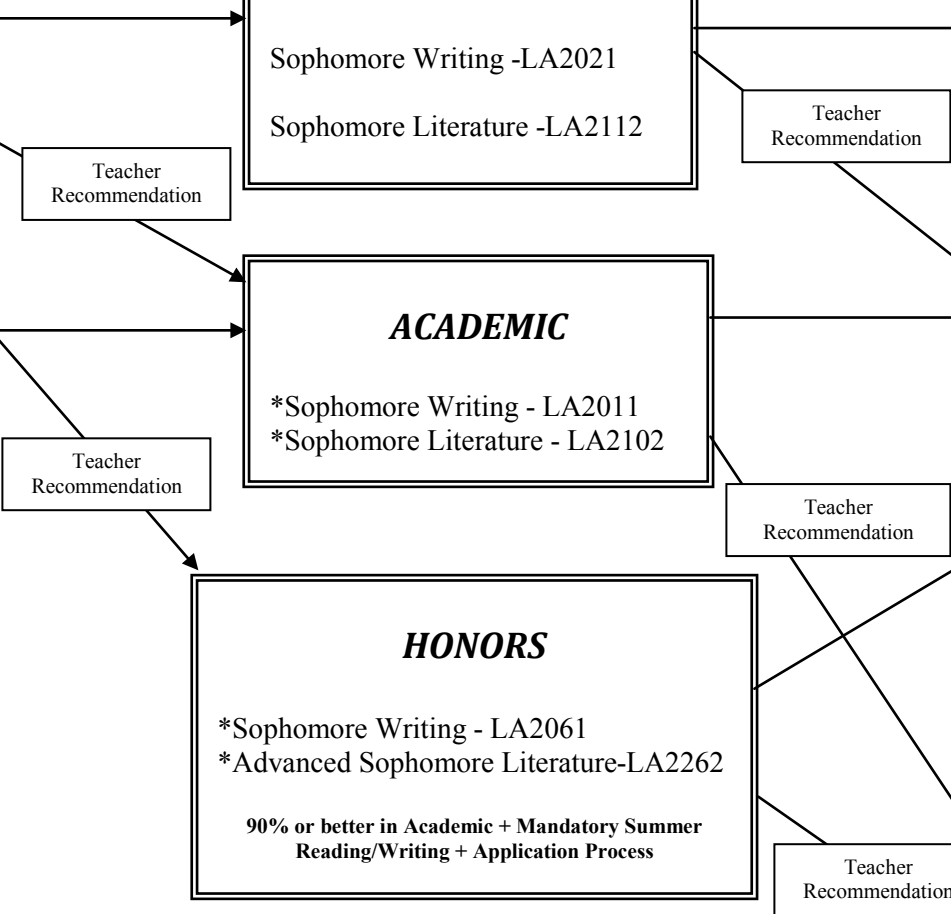 Sophomore Writing -LA2021
Sophomore Literature -LA2112
Teacher
Recommendation
Teacher
Recommendation
ACADEMIC
*Sophomore Writing - LA2011
*Sophomore Literature - LA2102
Teacher
Recommendation
Teacher
Recommendation
HONORS
*Sophomore Writing - LA2061
*Advanced Sophomore Literature-LA2262
90% or better in Academic + Mandatory Summer
Reading/Writing + Application Process
Teacher
Recommendation